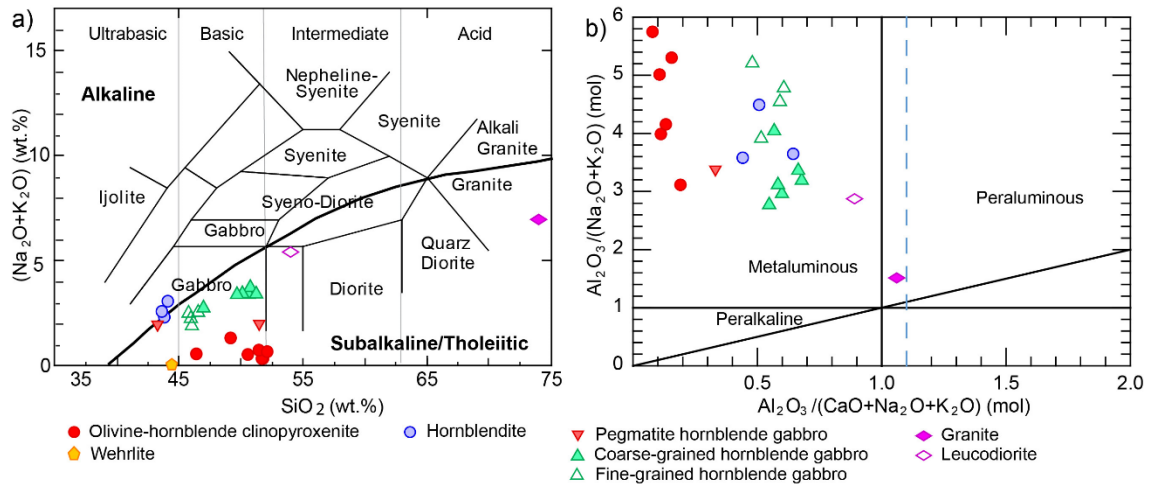 a)
Ultrabasic Basic Intermediate Acid
15
10
5
0
(Na2O+K2O) (wt.%)
Alkaline
Nepheline-
Syenite
Syenite
Alkali
Granite
Syenite
Granite
Ijolite
Syeno-Diorite
Gabbro
Quarz
Diorite
Gabbro
Diorite
Subalkaline/Tholeiitic
35 45 55 65 75
SiO2 (wt.%)
b)
6
5
4
3
2
1
0
Al2O3/(Na2O+K2O) (mol)
Peraluminous
Metaluminous
Peralkaline
0.5 1.0 2.0
Al2O3/(CaO+Na2O+K2O) (mol)
Olivine-hornblende clinopyroxenite
Hornblendite
Wehrlite
Pegmatite hornblende gabbro
Granite
Coarse-grained hornblende gabbro
Leucodiorite
Fine-grained hornblende gabbro